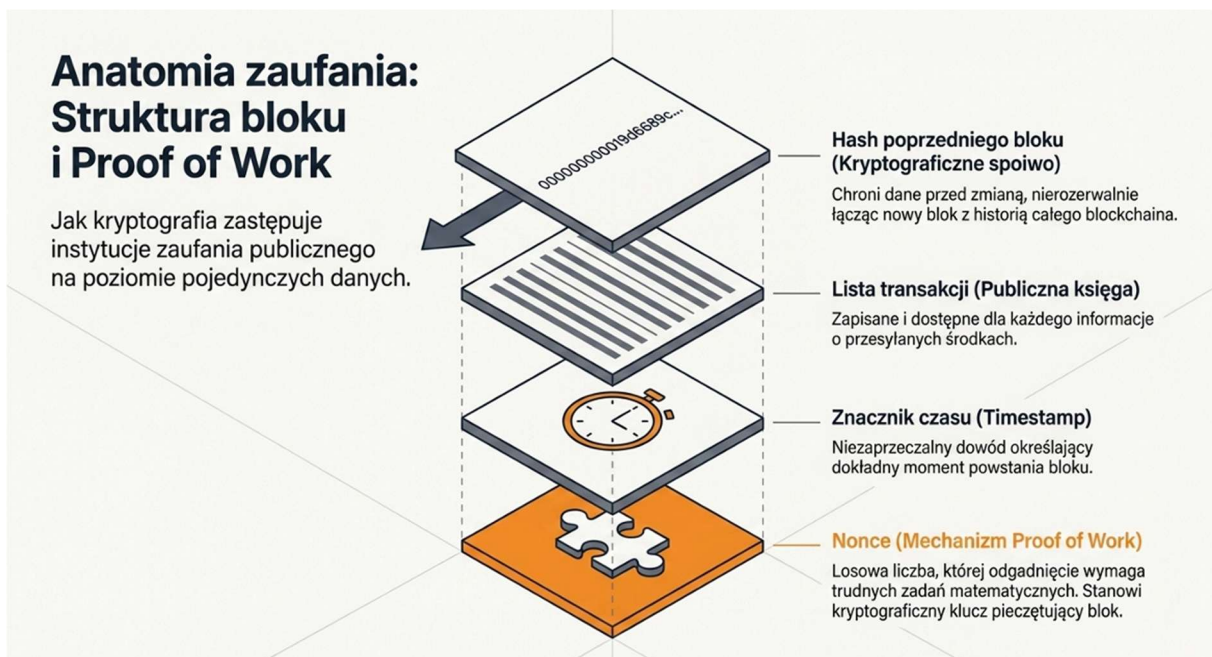 Anatomia zaufania:
Struktura bloku
i Proof of Work
Jak kryptografia zastępuje
instytucje zaufania publicznego
na poziomie pojedynczych danych.
000000000019d6689c...
Hash poprzedniego bloku
(Kryptograficzne spoiwo)
Chroni dane przed zmianą, nierozerwalnie
łącząc nowy blok z historią całego blockchaina.
Lista transakcji (Publiczna księga)
Zapisane i dostępne dla każdego informacje
o przesyłanych środkach.
Znacznik czasu (Timestamp)
Niezaprzeczalny dowód określający
dokładny moment powstania bloku.
Nonce (Mechanizm Proof of Work)
Losowa liczba, której odgadnięcie wymaga
trudnych zadań matematycznych. Stanowi
kryptograficzny klucz pieczętujący blok.